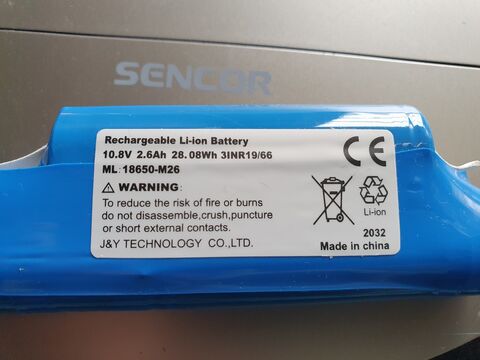 SENCOR
Rechargeable Li-ion Battery
10.8V 2.6Ah 28.08Wh 3INR19/66
ML:18650-M26
CE
⚠ WARNING:
To reduce the risk of fire or burns
do not disassemble,crush,puncture
or short external contacts.
Li-ion
J&Y TECHNOLOGY CO.,LTD.
2032
Made in china